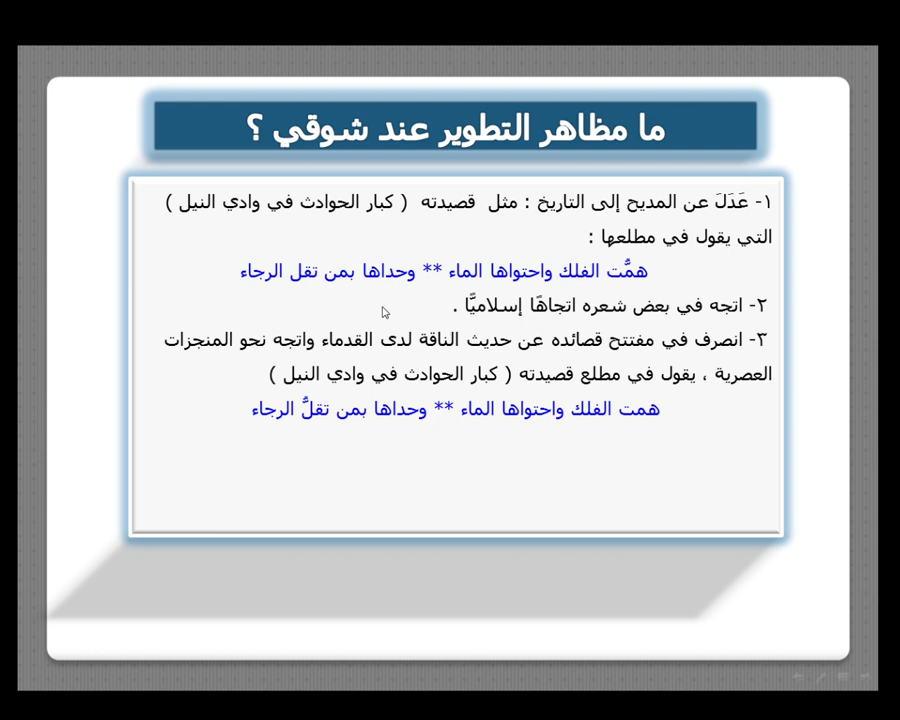 ما مظاهر التطوير عند شوقي ؟
١- عَدَلَ عن المديح إلى التاريخ : مثل قصيدته ( كبار الحوادث في وادي النيل )
التي يقول في مطلعها :
همَّت الفلك واحتواها الماء ** وحداها بمن تقل الرجاء
٢- اتجه في بعض شعره اتجاهًا إسلاميًّا .
٣- انصرف في مفتتح قصائده عن حديث الناقة لدى القدماء واتجه نحو المنجزات
العصرية ، يقول في مطلع قصيدته ( كبار الحوادث في وادي النيل )
همت الفلك واحتواها الماء ** وحداها بمن تقلُّ الرجاء